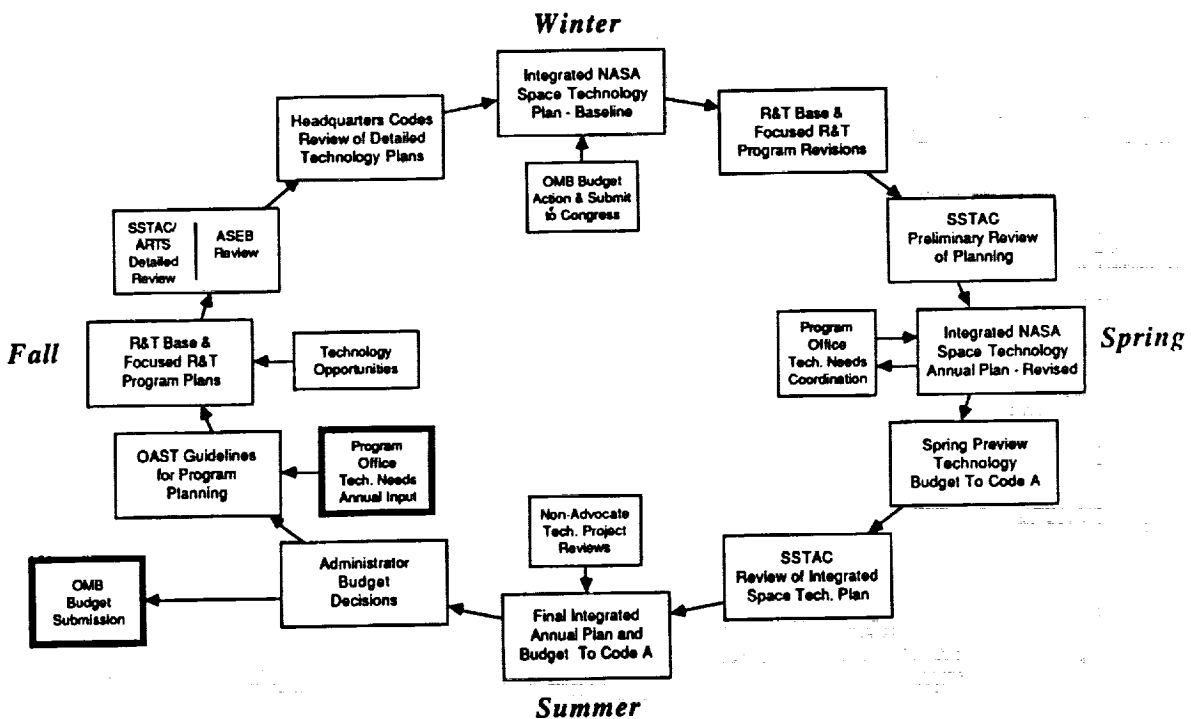 Winter
Integrated NASA
Space Technology
Plan - Baseline
OMB Budget
Action & Submit
to Congress
R&T Base &
Focused R&T
Program Revisions
SSTAC
Preliminary Review
of Planning
Spring
Integrated NASA
Space Technology
Annual Plan - Revised
Program
Office
Tech. Needs
Coordination
Spring Preview
Technology
Budget To Code A
SSTAC
Review of Integrated
Space Tech. Plan
Non-Advocate
Tech. Project
Reviews
Final Integrated
Annual Plan and
Budget To Code A
Summer
Administrator
Budget
Decisions
OMB
Budget
Submission
OAST Guidelines
for Program
Planning
Program
Office
Tech. Needs
Annual Input
Fall
R&T Base &
Focused R&T
Program Plans
Technology
Opportunities
SSTAC/
ARTS
Detailed
Review
ASEB
Review
Headquarters Codes
Review of Detailed
Technology Plans